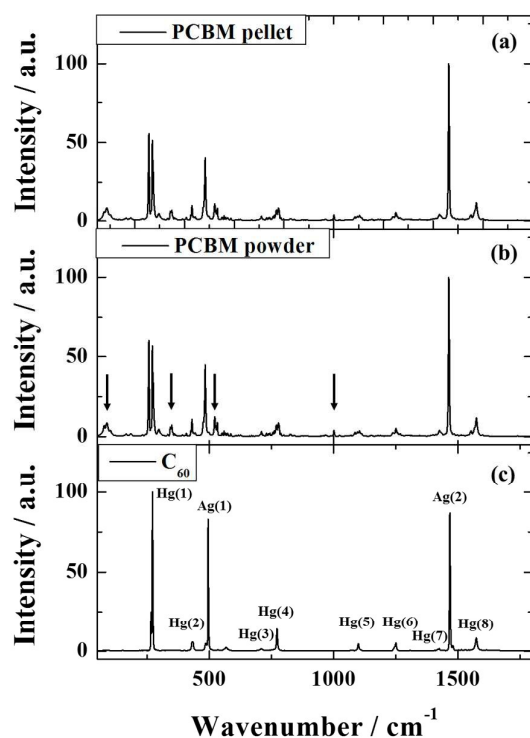 PCBM pellet
(a)
Intensity / a.u.
100
50
0
PCBM powder
(b)
Intensity / a.u.
100
50
0
C₆₀
(c)
Intensity / a.u.
100
50
0
Hg(1)
Ag(1)
Ag(2)
Hg(2)
Hg(3)
Hg(4)
Hg(5)
Hg(6)
Hg(7)
Hg(8)
500
1000
1500
Wavenumber / cm⁻¹